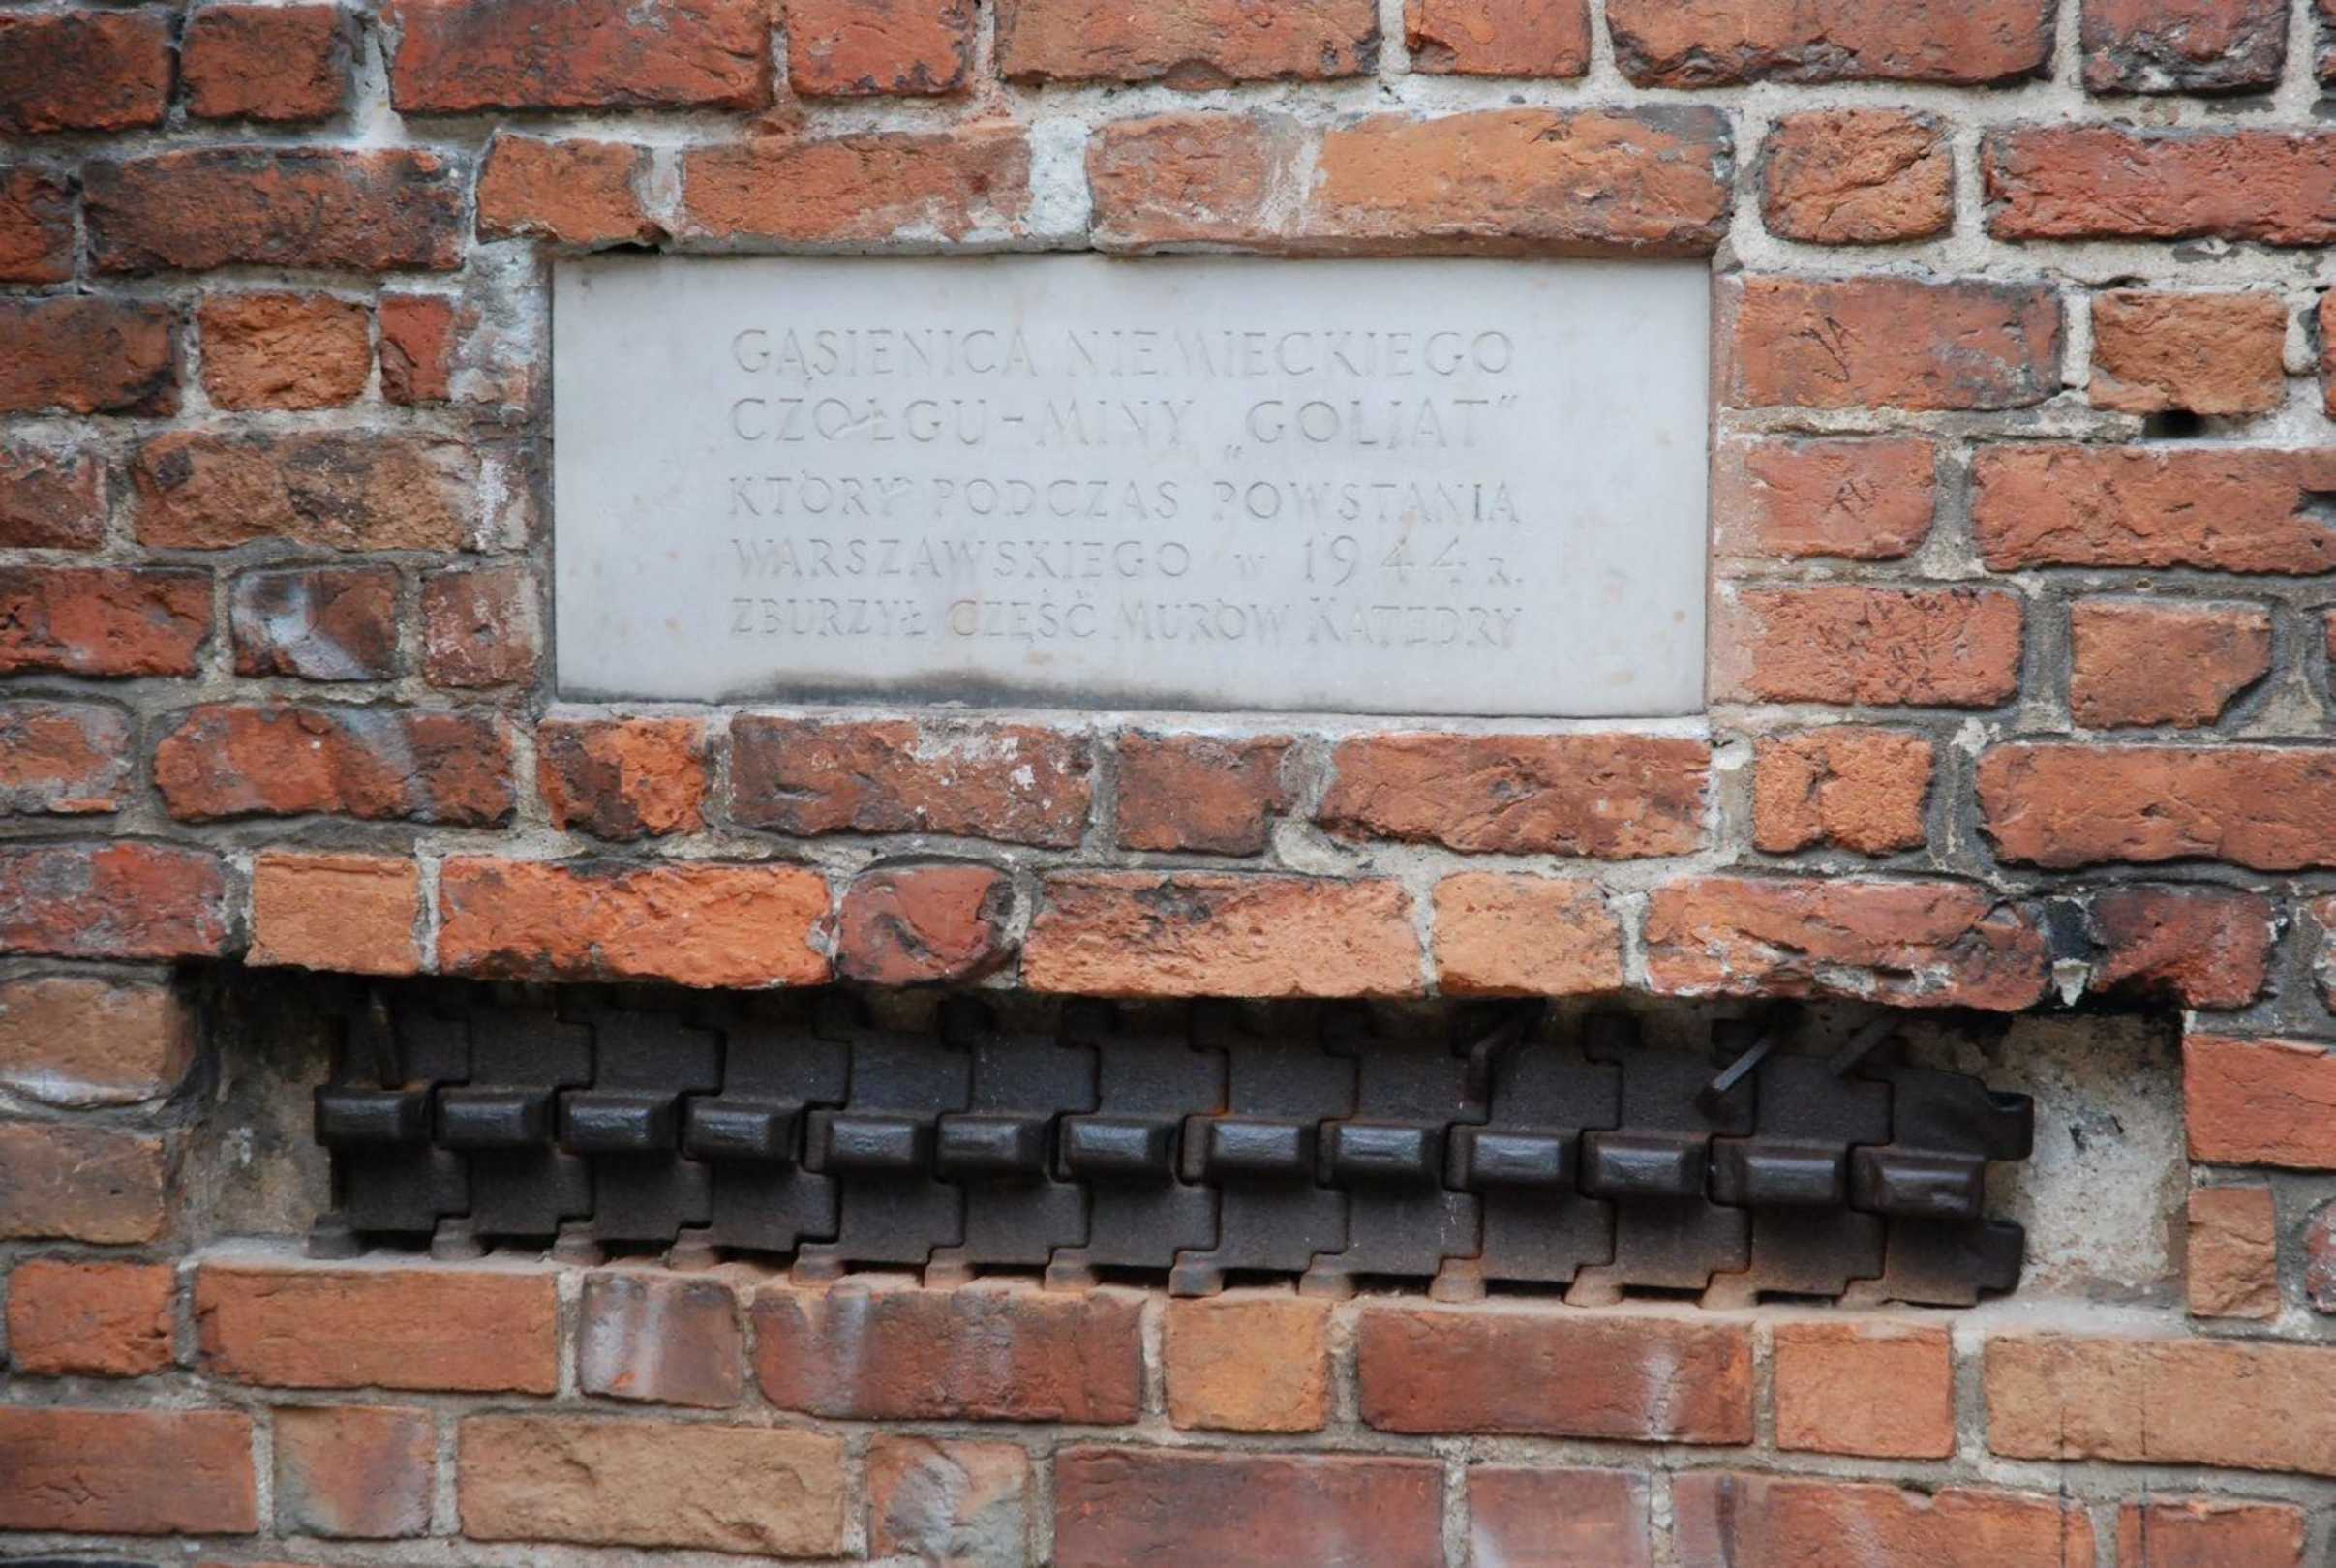 GĄSIENICA NIEMIECKIEGO
CZOŁGU-MINY „GOLIAT”
KTÓRY PODCZAS POWSTANIA
WARSZAWSKIEGO W 1944 R.
ZBURZYŁ CZĘŚĆ MURÓW KATEDRY